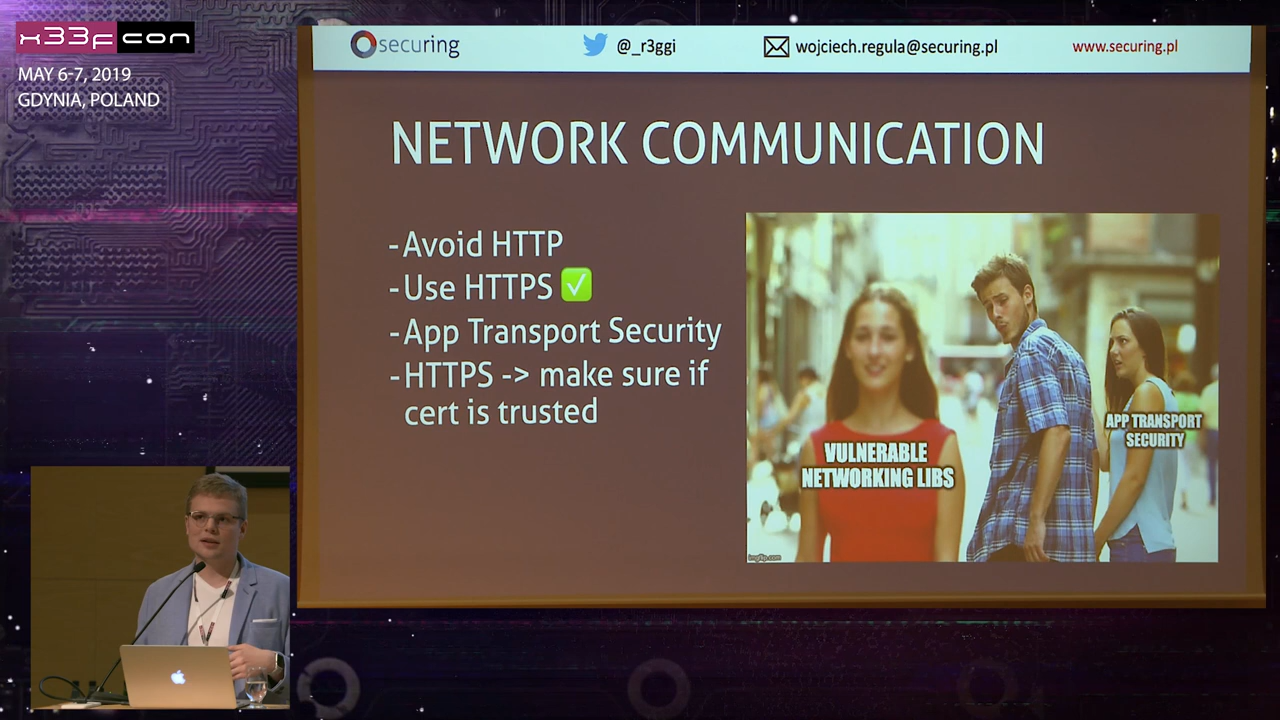 x33fcon
MAY 6-7, 2019
GDYNIA, POLAND
securing
@_r3ggi
wojciech.regula@securing.pl
www.securing.pl
NETWORK COMMUNICATION
-Avoid HTTP
-Use HTTPS ✅
-App Transport Security
-HTTPS -> make sure if
cert is trusted
VULNERABLE
NETWORKING LIBS
APP TRANSPORT
SECURITY
imgflip.com